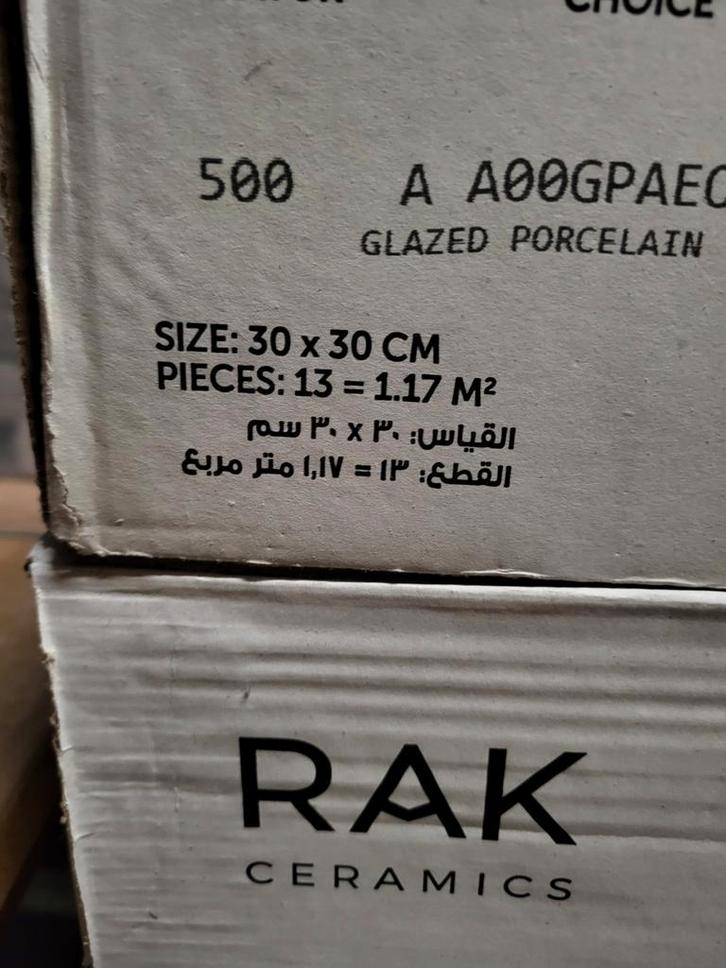 CHOICE
500 A A00GPAEC
GLAZED PORCELAIN
SIZE: 30 x 30 CM
PIECES: 13 = 1.17 M²
القياس: ٣٠ x ٣٠ سم
القطع: ١٣ = ١,١٧ متر مربع
RAK
CERAMICS